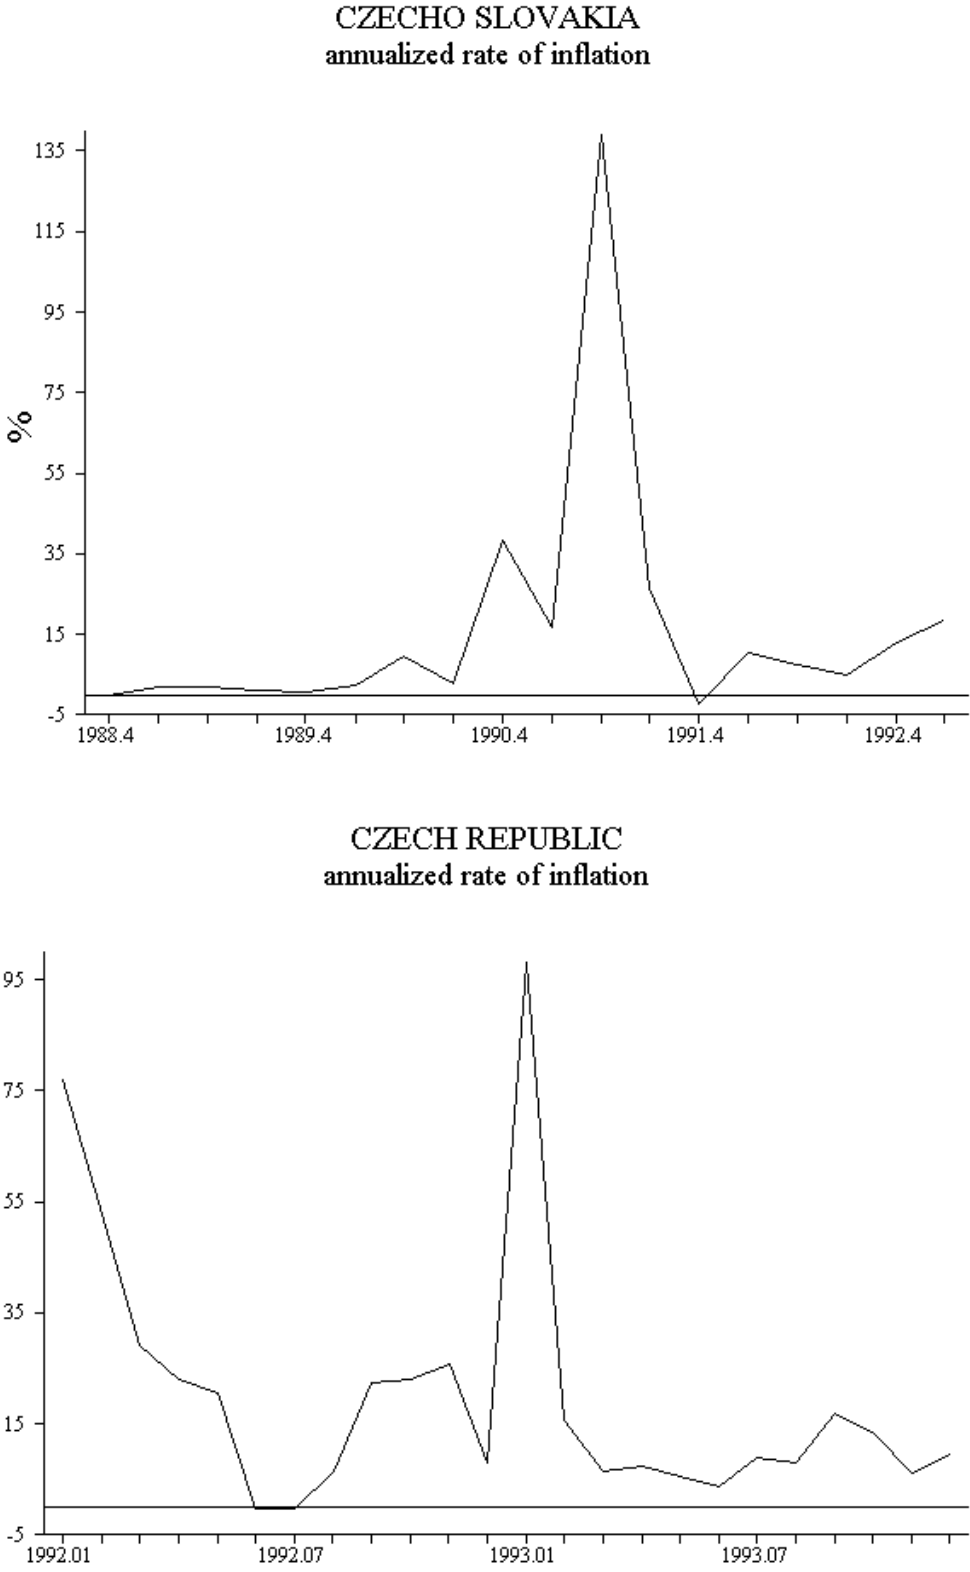 CZECHO SLOVAKIA
annualized rate of inflation
135
115
95
75
%
55
35
15
-5
1988.4 1989.4 1990.4 1991.4 1992.4
CZECH REPUBLIC
annualized rate of inflation
95
75
55
35
15
-5
1992.01 1992.07 1993.01 1993.07